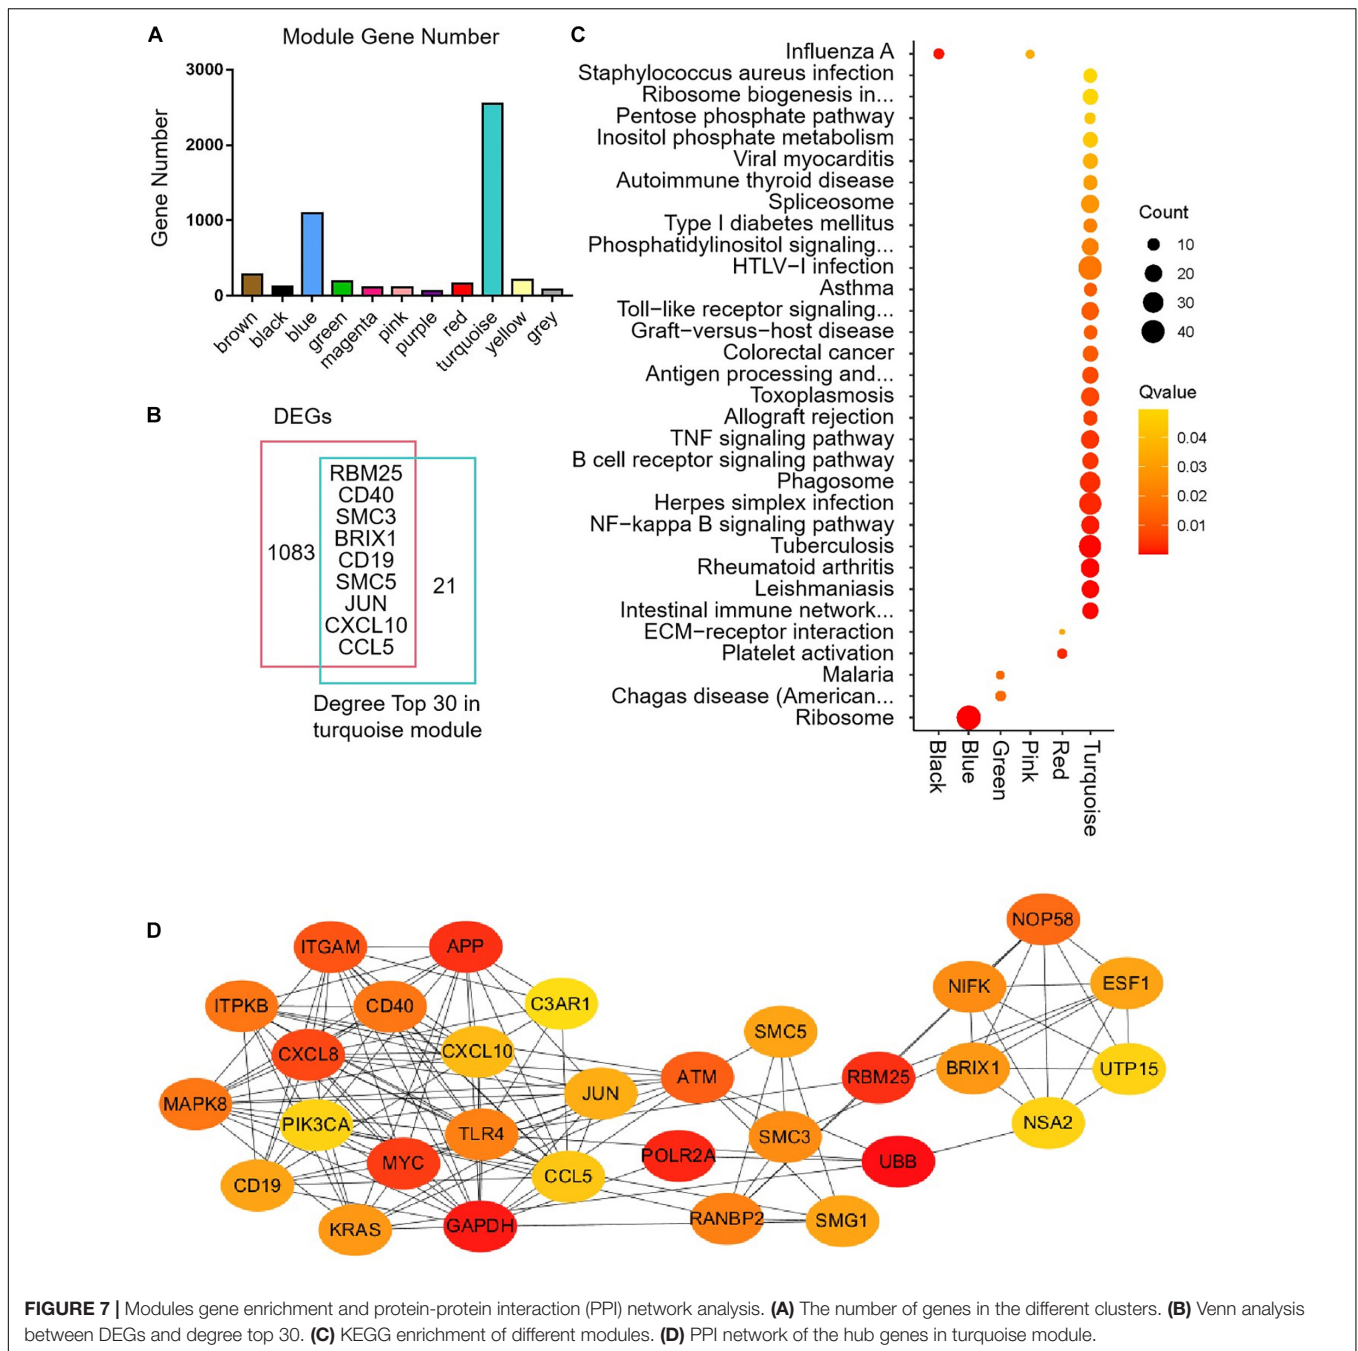 A
Module Gene Number
Gene Number
3000
2000
1000
0
brown
black
blue
green
magenta
pink
purple
red
turquoise
yellow
grey
B
DEGs
1083
RBM25
CD40
SMC3
BRIX1
CD19
SMC5
JUN
CXCL10
CCL5
21
Degree Top 30 in
turquoise module
C
Influenza A
Staphylococcus aureus infection
Ribosome biogenesis in...
Pentose phosphate pathway
Inositol phosphate metabolism
Viral myocarditis
Autoimmune thyroid disease
Spliceosome
Type I diabetes mellitus
Phosphatidylinositol signaling...
HTLV−I infection
Asthma
Toll−like receptor signaling...
Graft−versus−host disease
Colorectal cancer
Antigen processing and...
Toxoplasmosis
Allograft rejection
TNF signaling pathway
B cell receptor signaling pathway
Phagosome
Herpes simplex infection
NF−kappa B signaling pathway
Tuberculosis
Rheumatoid arthritis
Leishmaniasis
Intestinal immune network...
ECM−receptor interaction
Platelet activation
Malaria
Chagas disease (American...
Ribosome
Black
Blue
Green
Pink
Red
Turquoise
Count
10
20
30
40
Qvalue
0.04
0.03
0.02
0.01
D
ITGAM
APP
ITPKB
CD40
C3AR1
CXCL8
CXCL10
MAPK8
PIK3CA
JUN
TLR4
MYC
CD19
CCL5
KRAS
GAPDH
ATM
SMC5
RBM25
SMC3
POLR2A
UBB
RANBP2
SMG1
NOP58
NIFK
ESF1
BRIX1
UTP15
NSA2
FIGURE 7 | Modules gene enrichment and protein-protein interaction (PPI) network analysis. (A) The number of genes in the different clusters. (B) Venn analysis
between DEGs and degree top 30. (C) KEGG enrichment of different modules. (D) PPI network of the hub genes in turquoise module.